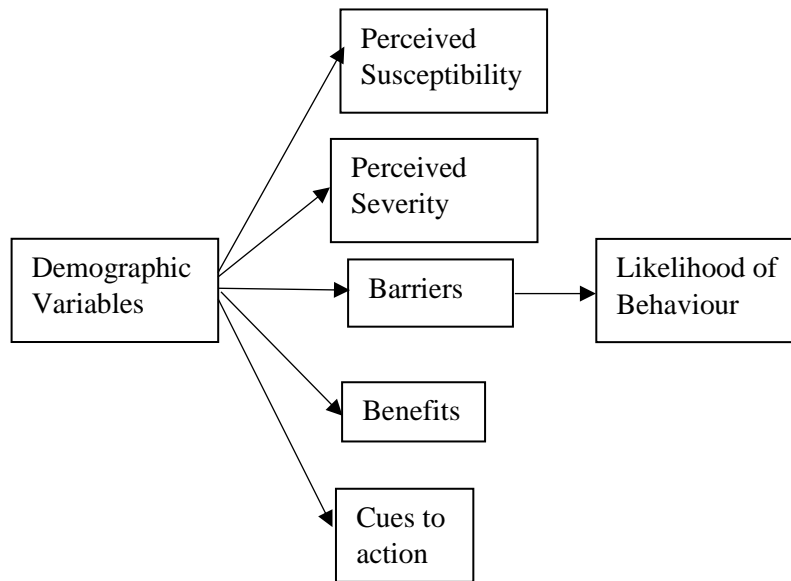 Perceived
Susceptibility
Perceived
Severity
Demographic
Variables
Barriers
Likelihood of
Behaviour
Benefits
Cues to
action